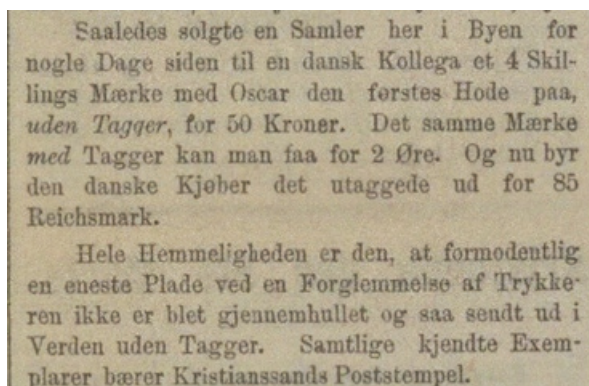 Saaledes solgte en Samler her i Byen for
nogle Dage siden til en dansk Kollega et 4 Skil-
lings Mærke med Oscar den førstes Hode paa,
uden Tagger, for 50 Kroner. Det samme Mærke
med Tagger kan man faa for 2 Øre. Og nu byr
den danske Kjøber det utaggede ud for 85
Reichsmark.
Hele Hemmeligheden er den, at formodentlig
en eneste Plade ved en Forglemmelse af Trykke-
ren ikke er blet gjennemhullet og saa sendt ud i
Verden uden Tagger. Samtlige kjendte Exem-
plarer bærer Kristianssands Poststempel.